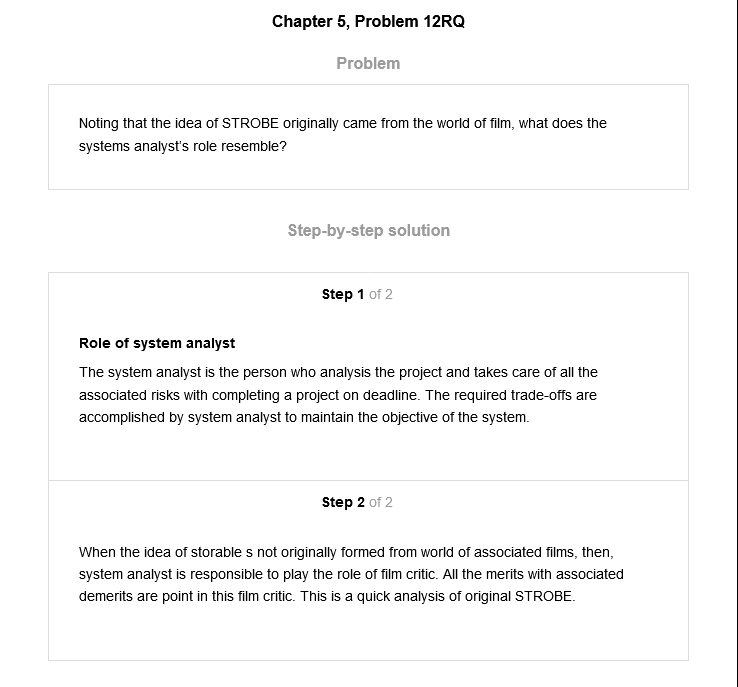 Chapter 5, Problem 12RQ
Problem
Noting that the idea of STROBE originally came from the world of film, what does the
systems analyst's role resemble?
Step-by-step solution
Step 1 of 2
Role of system analyst
The system analyst is the person who analysis the project and takes care of all the
associated risks with completing a project on deadline. The required trade-offs are
accomplished by system analyst to maintain the objective of the system.
Step 2 of 2
When the idea of storable s not originally formed from world of associated films, then,
system analyst is responsible to play the role of film critic. All the merits with associated
demerits are point in this film critic. This is a quick analysis of original STROBE.